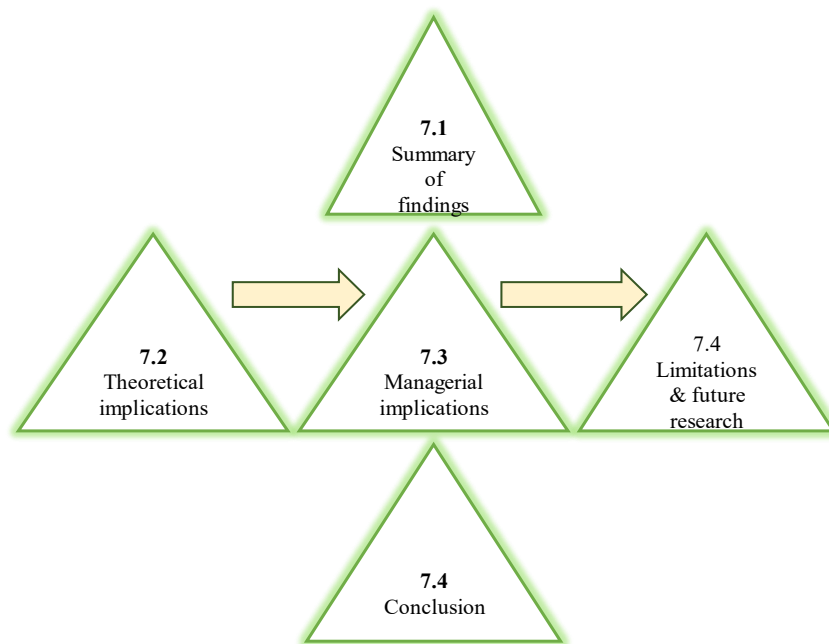 7.1
Summary
of
findings
7.2
Theoretical
implications
7.3
Managerial
implications
7.4
Limitations
& future
research
7.4
Conclusion